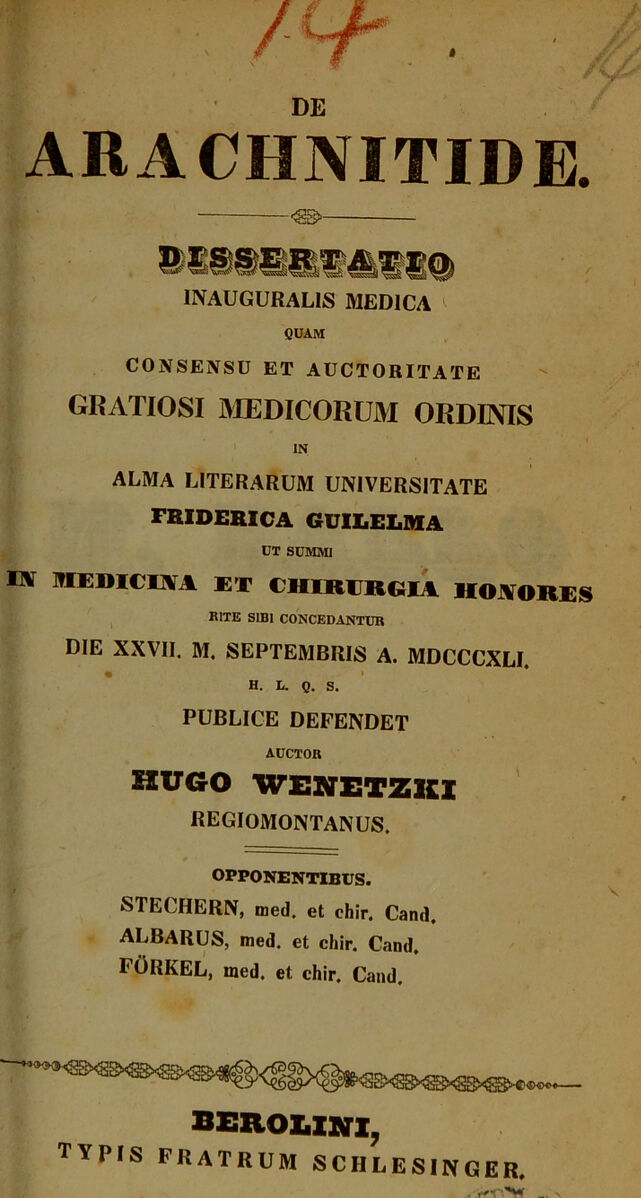 14
DE
ARACHNITIDE.
DISSERTATIO
INAUGURALIS MEDICA
QUAM
CONSENSU ET AUCTORITATE
GRATIOSI MEDICORUM ORDINIS
IN
ALMA LITERARUM UNIVERSITATE
FRIDERICA GUILELMA
UT SUMMI
IN MEDICINA ET CHIRURGIA HONORES
RITE SIBI CONCEDANTUR
DIE XXVII. M. SEPTEMBRIS A. MDCCCXLI.
H. L. Q. S.
PUBLICE DEFENDET
AUCTOR
HUGO WENETZKI
REGIOMONTANUS.
OPPONENTIBUS.
STECHERN, med. et chir. Cand.
ALBARUS, med. et chir. Cand.
FÖRKEL, med. et chir. Cand.
BEROLINI,
TYPIS FRATRUM SCHLESINGER.